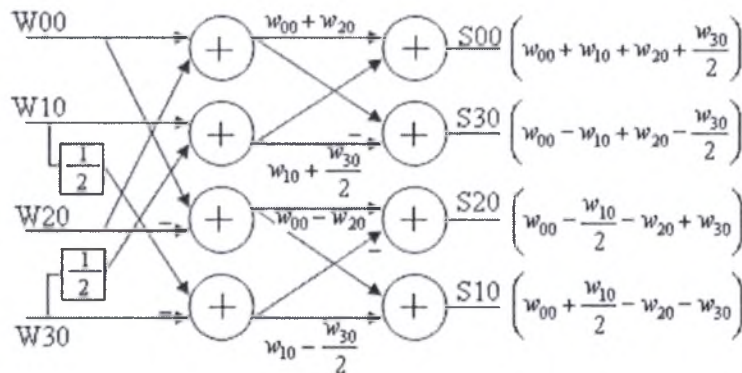 W00 w₀₀ + w₂₀ S00 (w₀₀ + w₁₀ + w₂₀ + w₃₀/2)
+ +
W10 S30 (w₀₀ − w₁₀ + w₂₀ − w₃₀/2)
+ − +
1/2
w₁₀ + w₃₀/2
W20 w₀₀ − w₂₀ S20 (w₀₀ − w₁₀/2 − w₂₀ + w₃₀)
− + +
−
1/2
S10 (w₀₀ + w₁₀/2 − w₂₀ − w₃₀)
− + +
W30
w₁₀ − w₃₀/2